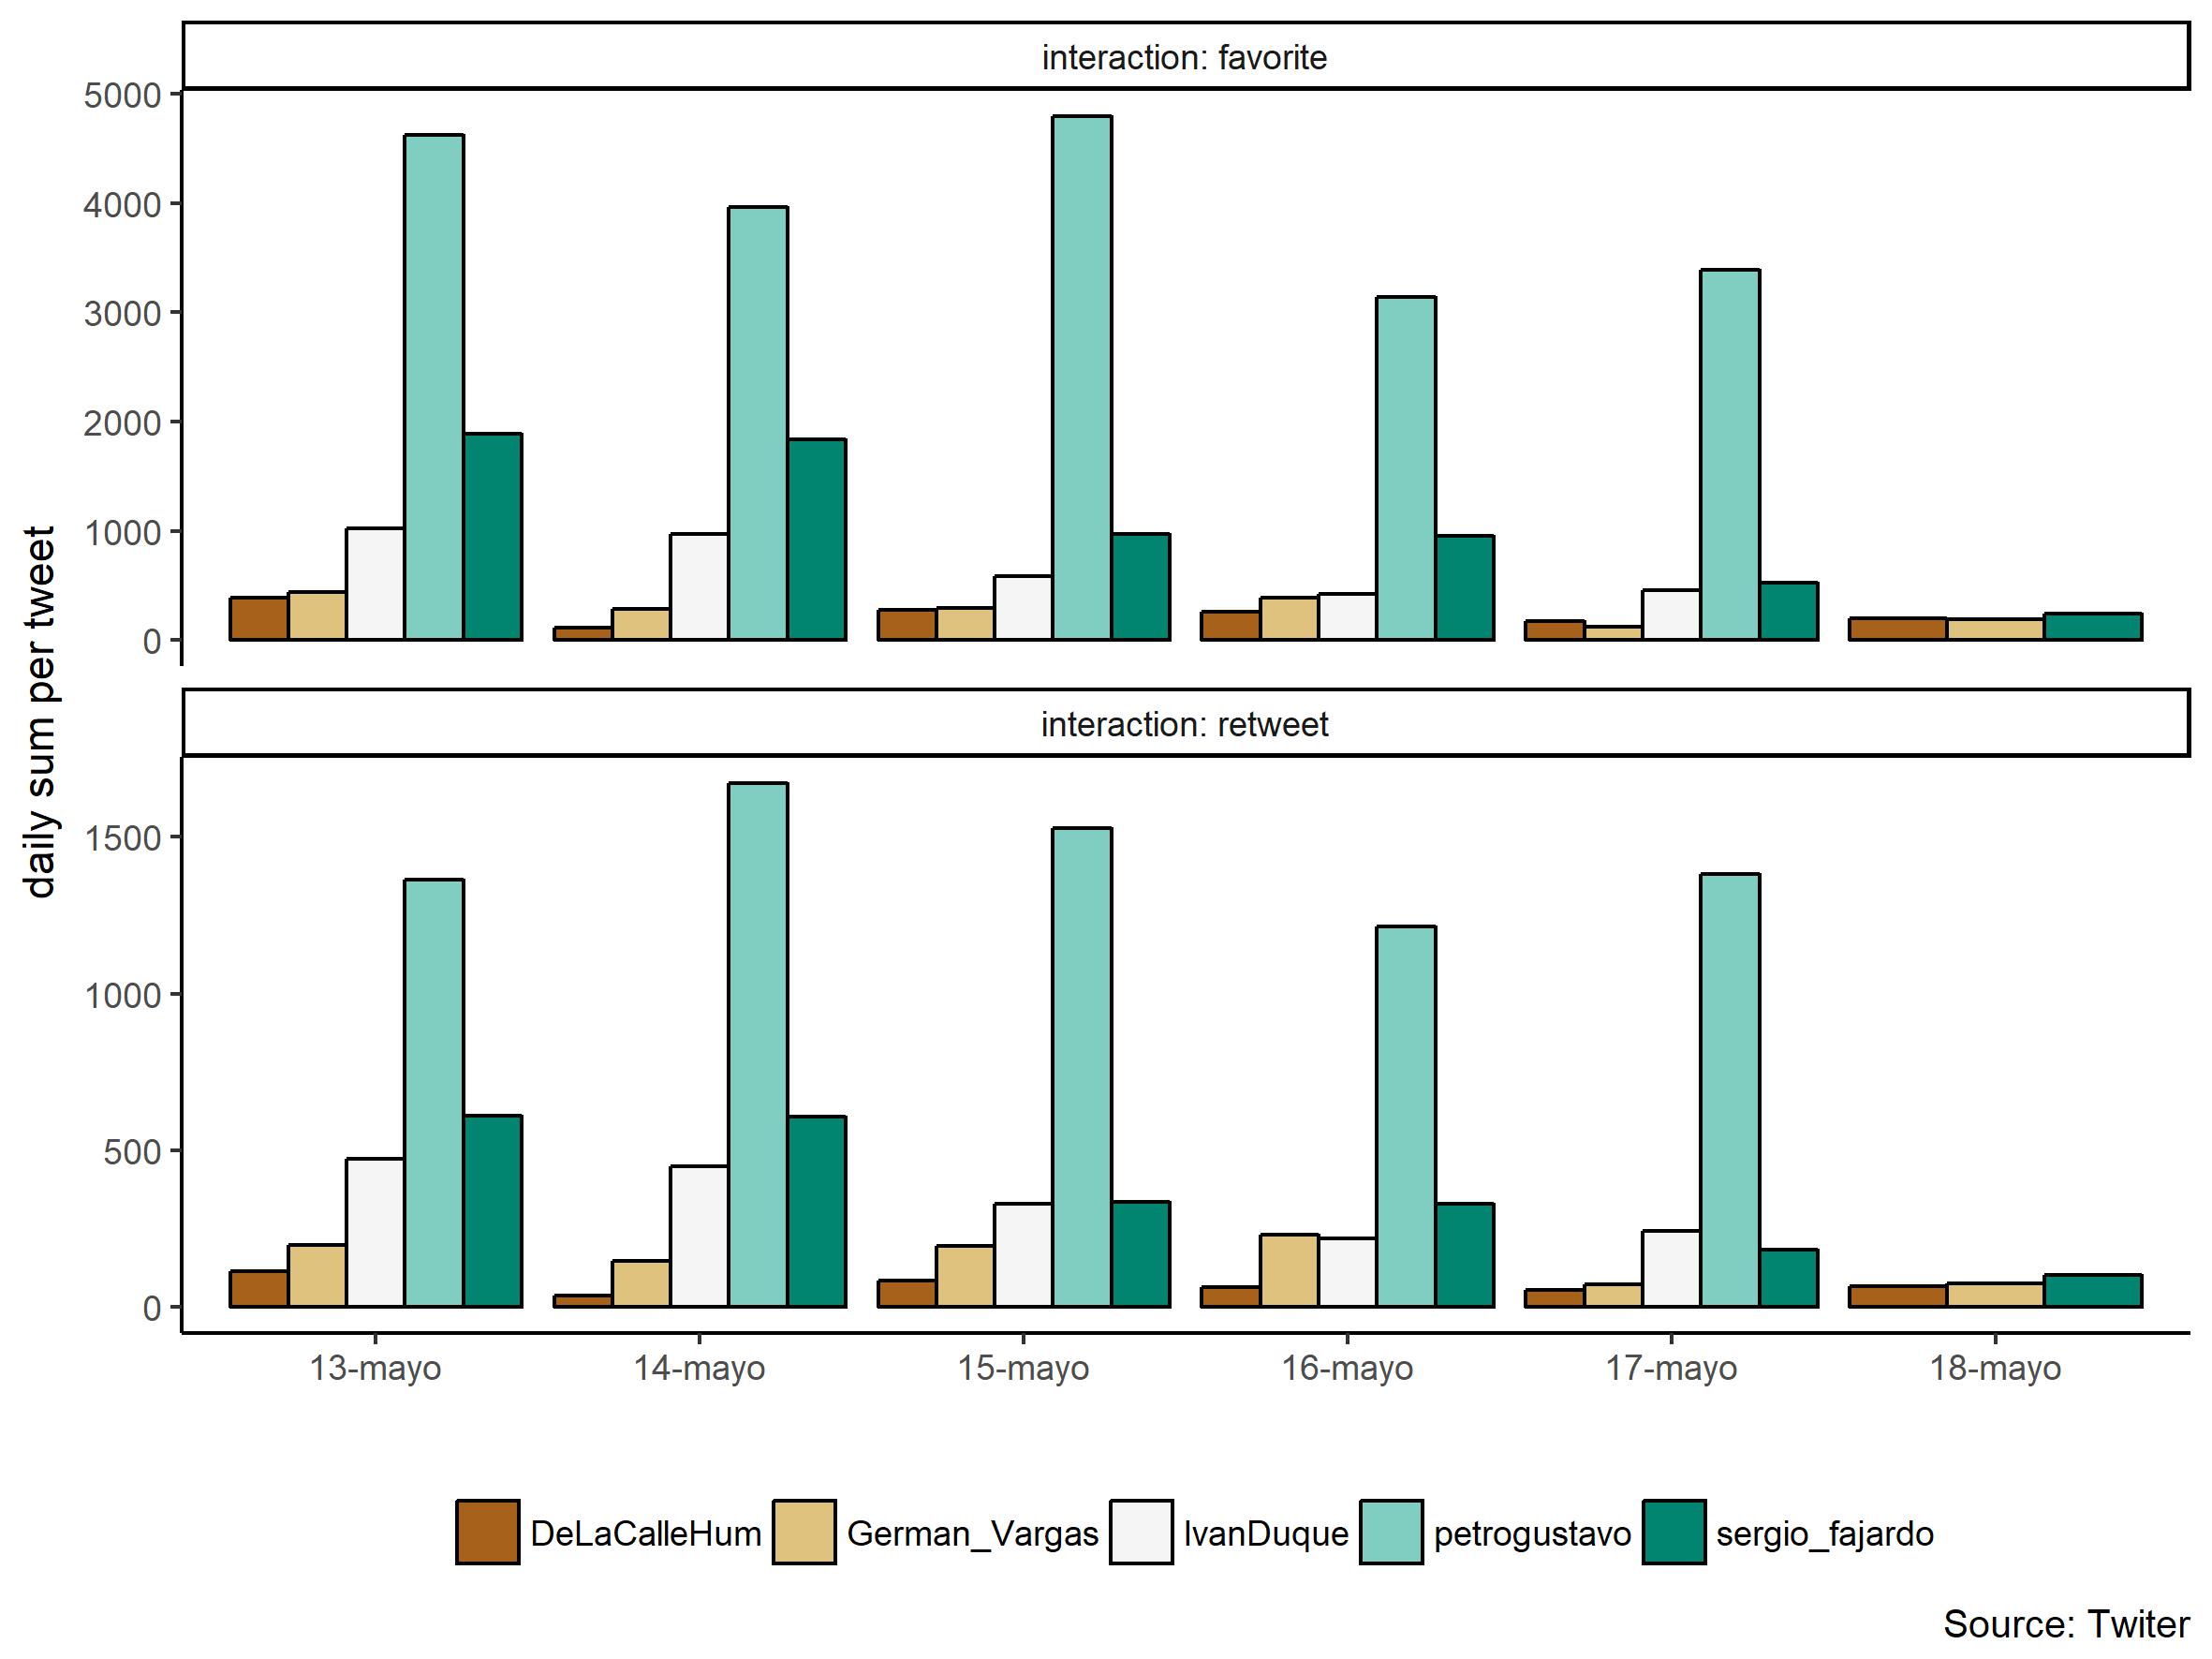 interaction: favorite
5000
4000
3000
2000
1000
0
daily sum per tweet
interaction: retweet
1500
1000
500
0
13-mayo 14-mayo 15-mayo 16-mayo 17-mayo 18-mayo
DeLaCalleHum German_Vargas IvanDuque petrogustavo sergio_fajardo
Source: Twiter